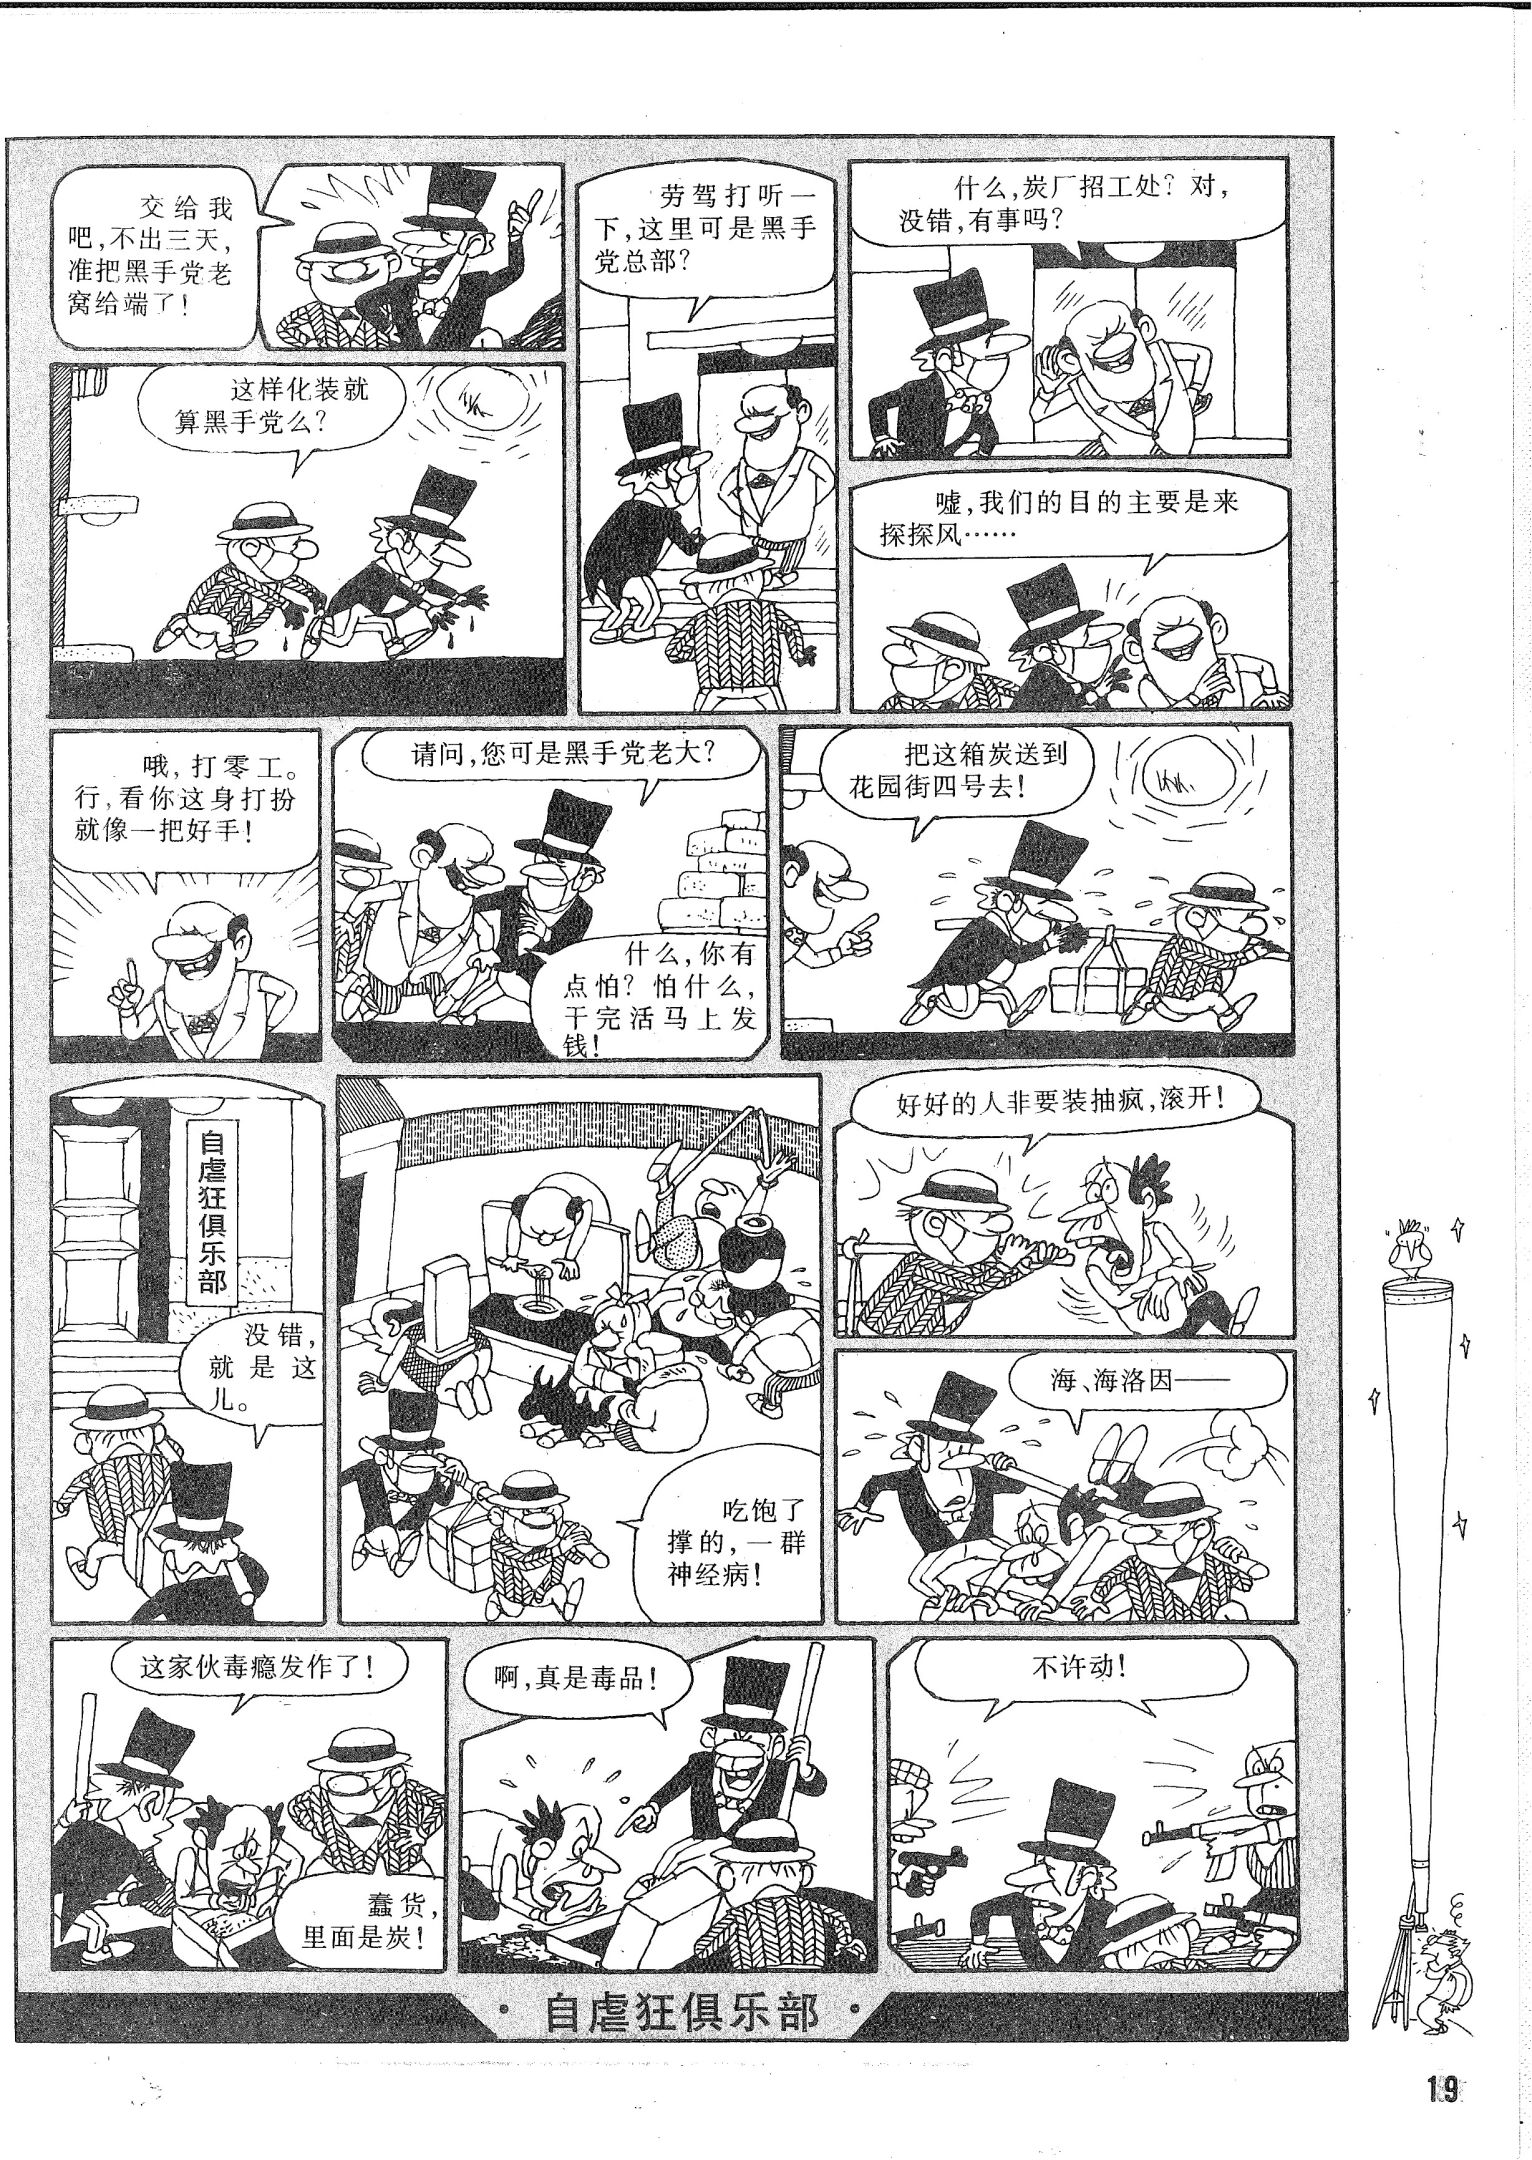 交给我
吧,不出三天,
准把黑手党老
窝给端了!
这样化装就
算黑手党么?
劳驾打听一
下,这里可是黑手
党总部?
什么,炭厂招工处?对,
没错,有事吗?
嘘,我们的目的主要是来
探探风……
哦,打零工。
行,看你这身打扮
就像一把好手!
请问,您可是黑手党老大?
什么,你有
点怕?怕什么,
干完活马上发
钱!
把这箱炭送到
花园街四号去!
自虐狂俱乐部
没错,
就是这
儿。
吃饱了
撑的,一群
神经病!
好好的人非要装抽疯,滚开!
海、海洛因——
这家伙毒瘾发作了!
蠢货,
里面是炭!
啊,真是毒品!
不许动!
·自虐狂俱乐部·
19